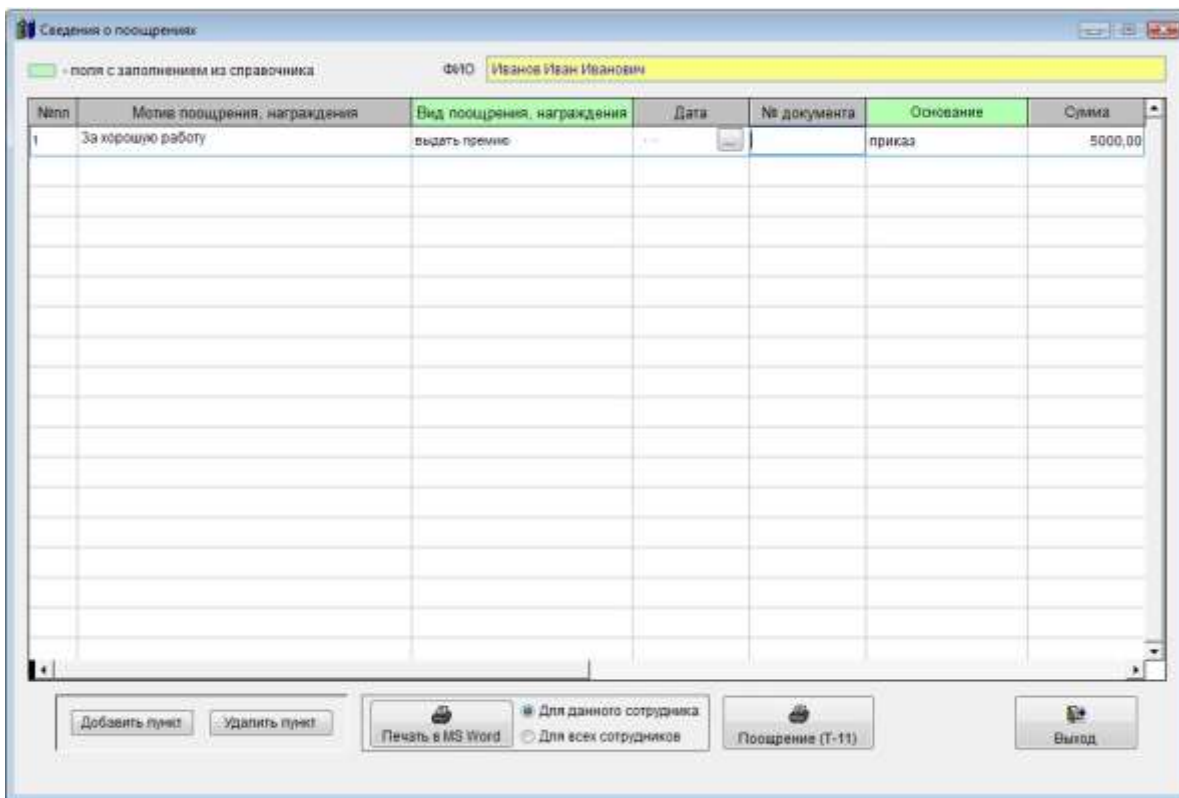 Сведения о поощрениях
- поля с заполнением из справочника
ФИО Иванов Иван Иванович
№пп Мотив поощрения, награждения Вид поощрения, награждения Дата № документа Основание Сумма
1 За хорошую работу выдать премию . . ... приказ 5000,00
Добавить пункт Удалить пункт Печать в MS Word Для данного сотрудника
Для всех сотрудников Поощрение (Т-11) Выход